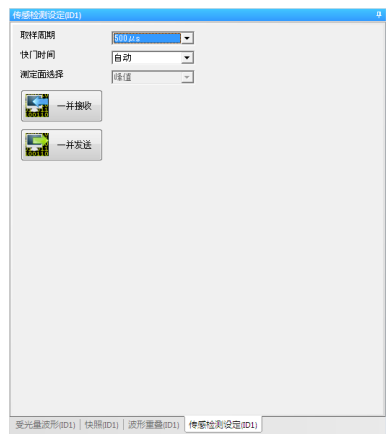 传感检测设定(ID1)
取样周期 500μs
快门时间 自动
测定面选择 峰值
一并接收
一并发送
受光量波形(ID1) 快照(ID1) 波形重叠(ID1) 传感检测设定(ID1)